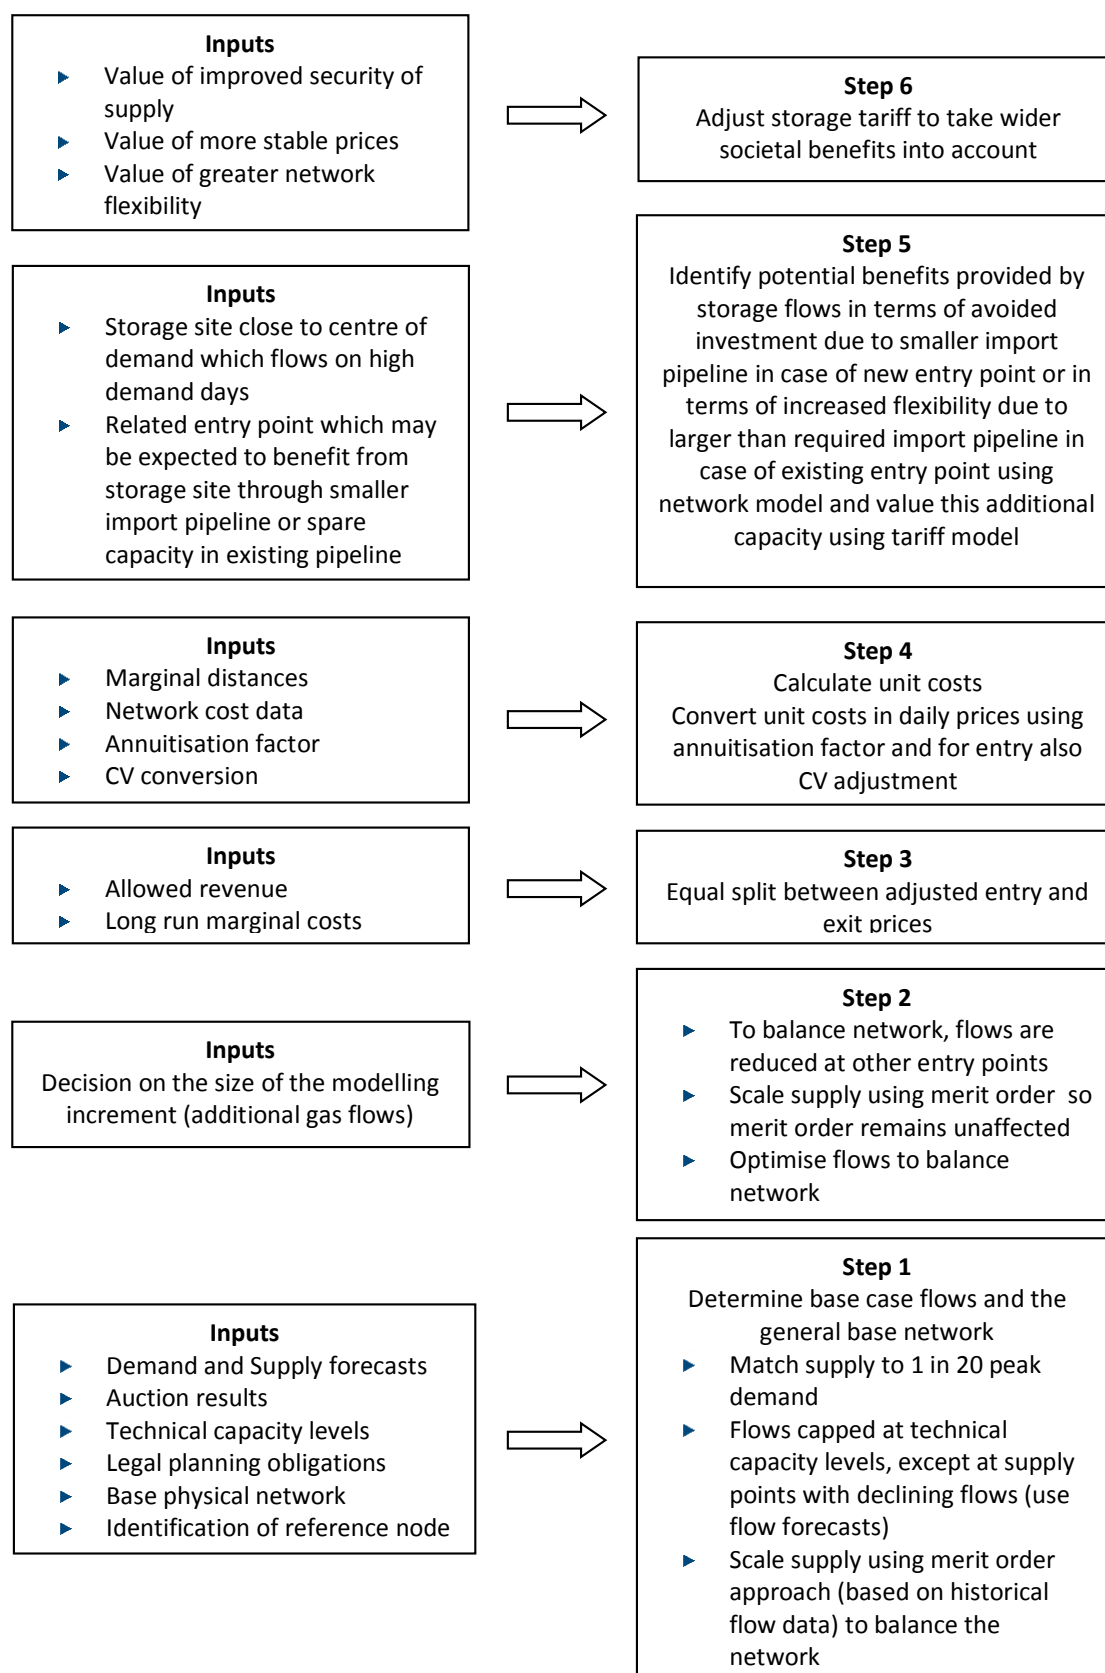 Inputs
Value of improved security of
supply
Value of more stable prices
Value of greater network
flexibility
Step 6
Adjust storage tariff to take wider
societal benefits into account
Inputs
Storage site close to centre of
demand which flows on high
demand days
Related entry point which may
be expected to benefit from
storage site through smaller
import pipeline or spare
capacity in existing pipeline
Step 5
Identify potential benefits provided by
storage flows in terms of avoided
investment due to smaller import
pipeline in case of new entry point or in
terms of increased flexibility due to
larger than required import pipeline in
case of existing entry point using
network model and value this additional
capacity using tariff model
Inputs
Marginal distances
Network cost data
Annuitisation factor
CV conversion
Step 4
Calculate unit costs
Convert unit costs in daily prices using
annuitisation factor and for entry also
CV adjustment
Inputs
Allowed revenue
Long run marginal costs
Step 3
Equal split between adjusted entry and
exit prices
Inputs
Decision on the size of the modelling
increment (additional gas flows)
Step 2
To balance network, flows are
reduced at other entry points
Scale supply using merit order so
merit order remains unaffected
Optimise flows to balance
network
Inputs
Demand and Supply forecasts
Auction results
Technical capacity levels
Legal planning obligations
Base physical network
Identification of reference node
Step 1
Determine base case flows and the
general base network
Match supply to 1 in 20 peak
demand
Flows capped at technical
capacity levels, except at supply
points with declining flows (use
flow forecasts)
Scale supply using merit order
approach (based on historical
flow data) to balance the
network